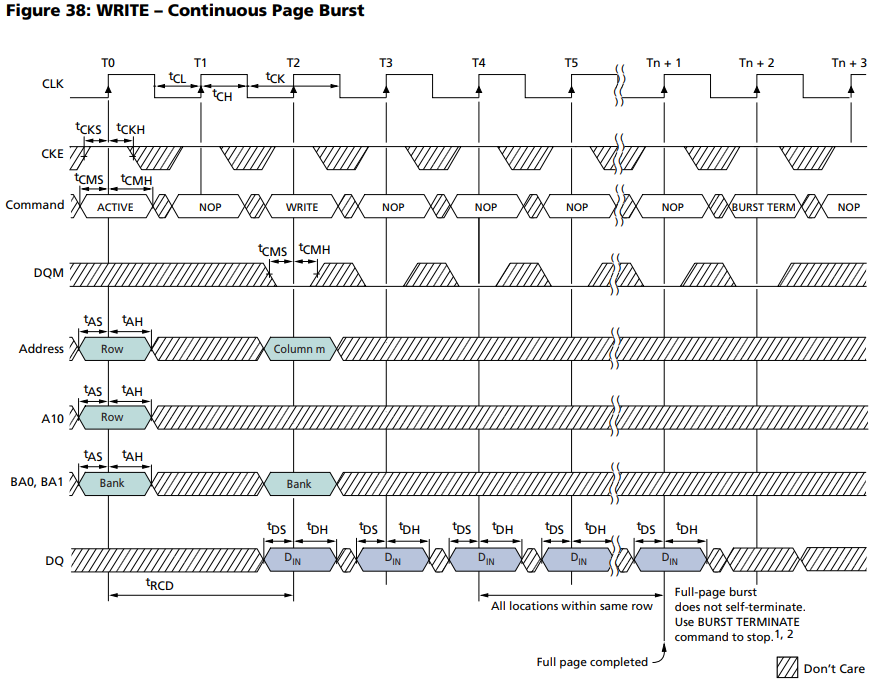 Figure 38: WRITE – Continuous Page Burst
T0 T1 T2 T3 T4 T5 Tn + 1 Tn + 2 Tn + 3
CLK
tCL tCK
tCH
tCKS tCKH
CKE
tCMS tCMH
Command ACTIVE NOP WRITE NOP NOP NOP NOP BURST TERM NOP
tCMS tCMH
DQM
tAS tAH
Address Row Column m
tAS tAH
A10 Row
tAS tAH
BA0, BA1 Bank Bank
tDS tDH tDS tDH tDS tDH tDS tDH tDS tDH
DQ DIN DIN DIN DIN DIN
tRCD
All locations within same row
Full-page burst
does not self-terminate.
Use BURST TERMINATE
command to stop.1, 2
Full page completed
Don't Care